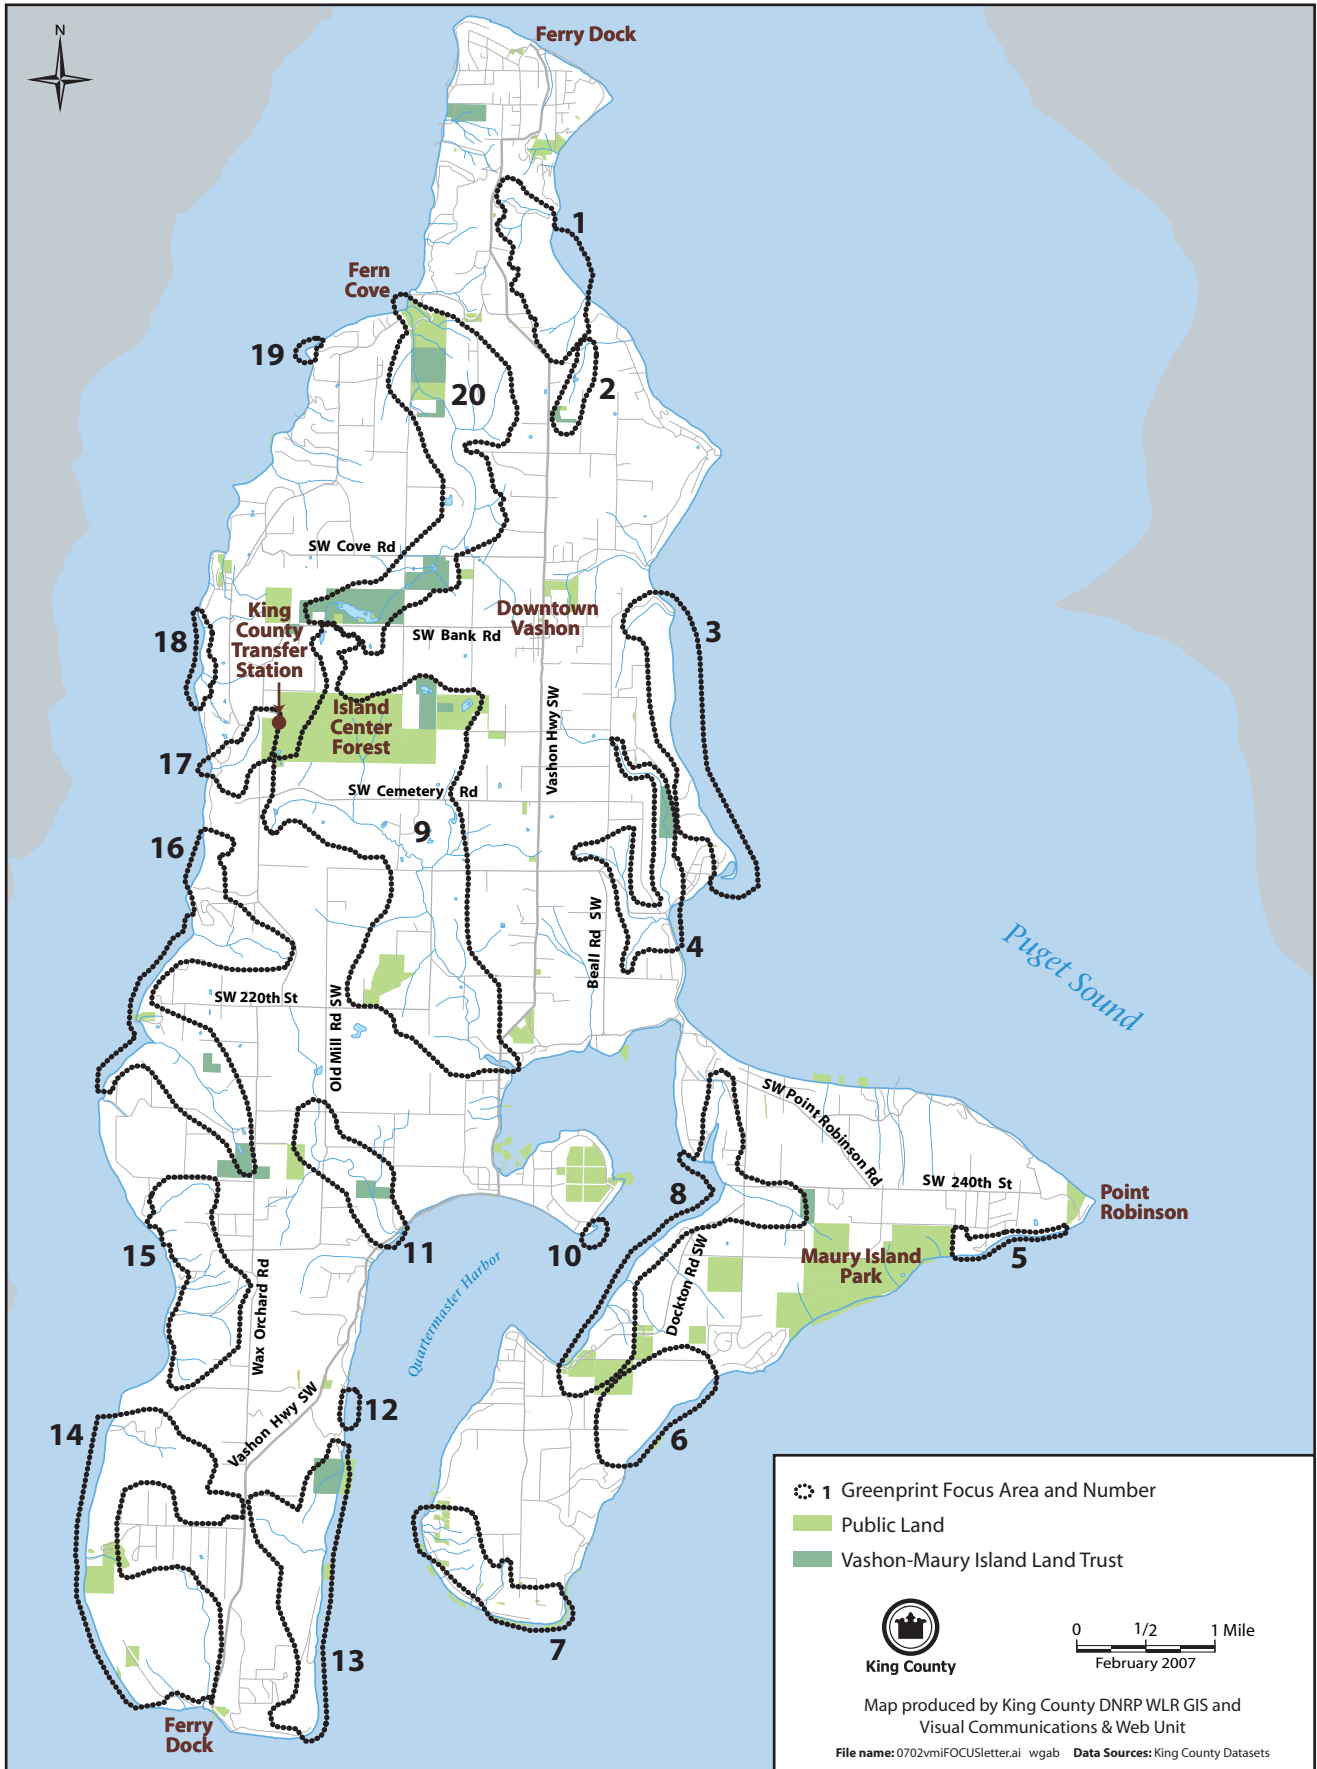 N
Ferry Dock
1
Fern
Cove
19
20
2
SW Cove Rd
King
County
Transfer
Station
Downtown
Vashon
SW Bank Rd
18
3
Island
Center
Forest
Vashon Hwy SW
17
SW Cemetery Rd
9
16
Beall Rd SW
4
Puget Sound
SW 220th St
Old Mill Rd SW
SW Point Robinson Rd
SW 240th St
Point
Robinson
8
15
11
10
5
Maury Island
Park
Dockton Rd SW
Quartermaster Harbor
Wax Orchard Rd
12
Vashon Hwy SW
14
6
7
13
Ferry
Dock
1 Greenprint Focus Area and Number
Public Land
Vashon-Maury Island Land Trust
King County
0 1/2 1 Mile
February 2007
Map produced by King County DNRP WLR GIS and
Visual Communications & Web Unit
File name: 0702vmiFOCUSletter.ai wgab Data Sources: King County Datasets